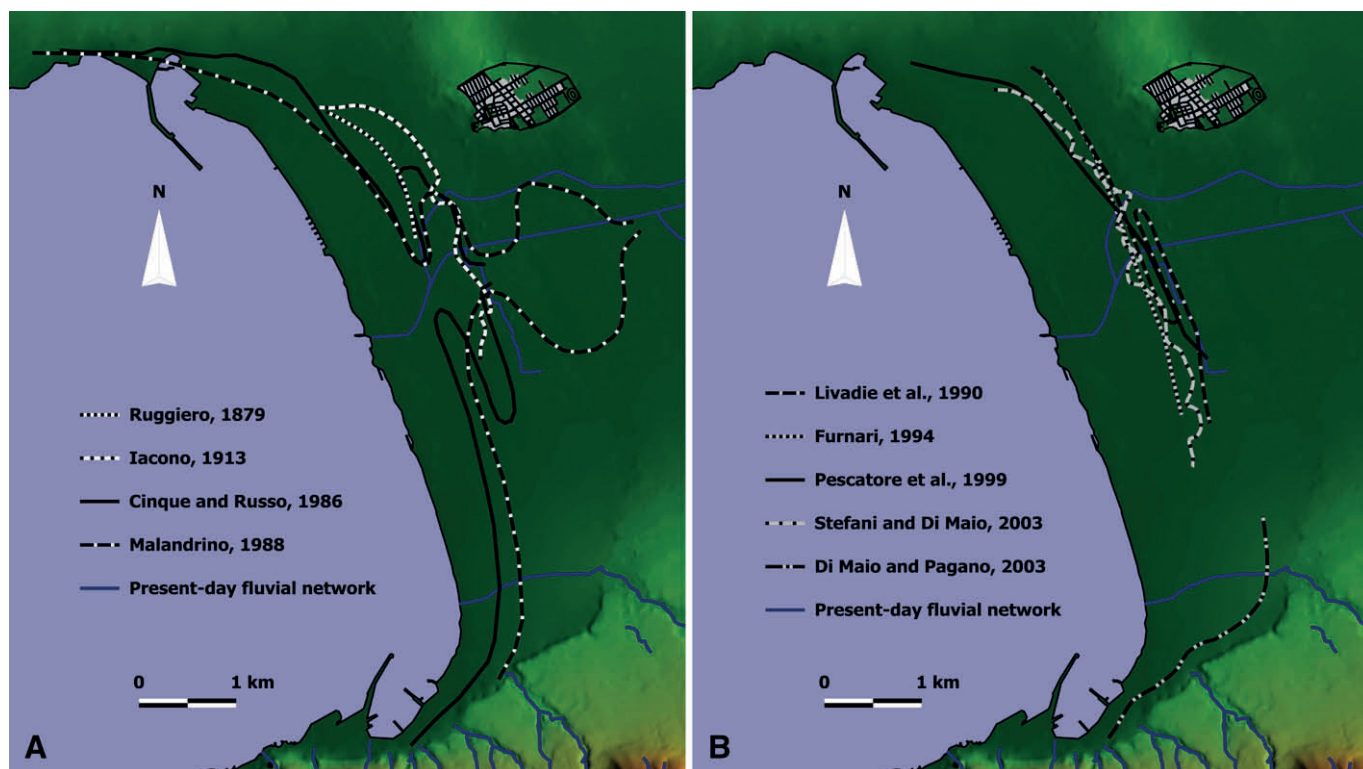 N
Ruggiero, 1879
Iacono, 1913
Cinque and Russo, 1986
Malandrino, 1988
Present-day fluvial network
0 1 km
A
N
Livadie et al., 1990
Furnari, 1994
Pescatore et al., 1999
Stefani and Di Maio, 2003
Di Maio and Pagano, 2003
Present-day fluvial network
0 1 km
B